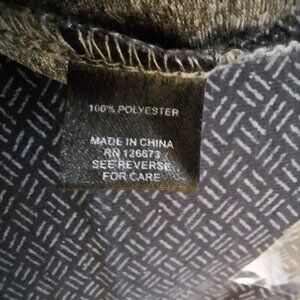 100% POLYESTER
MADE IN CHINA
RN 126673
SEE REVERSE
FOR CARE